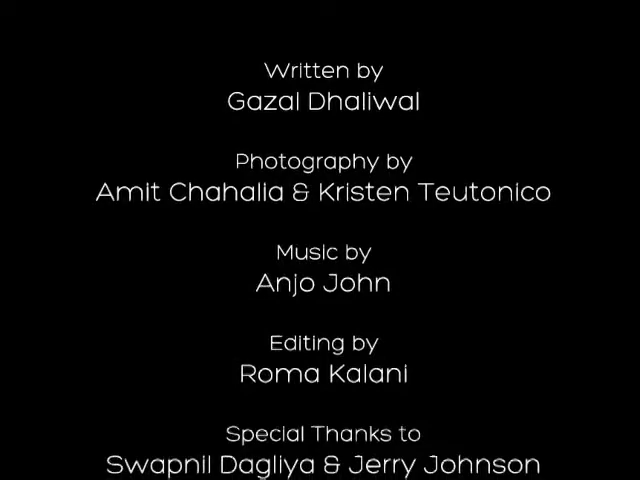 Written by
Gazal Dhaliwal
Photography by
Amit Chahalia & Kristen Teutonico
Music by
Anjo John
Editing by
Roma Kalani
Special Thanks to
Swapnil Dagliya & Jerry Johnson